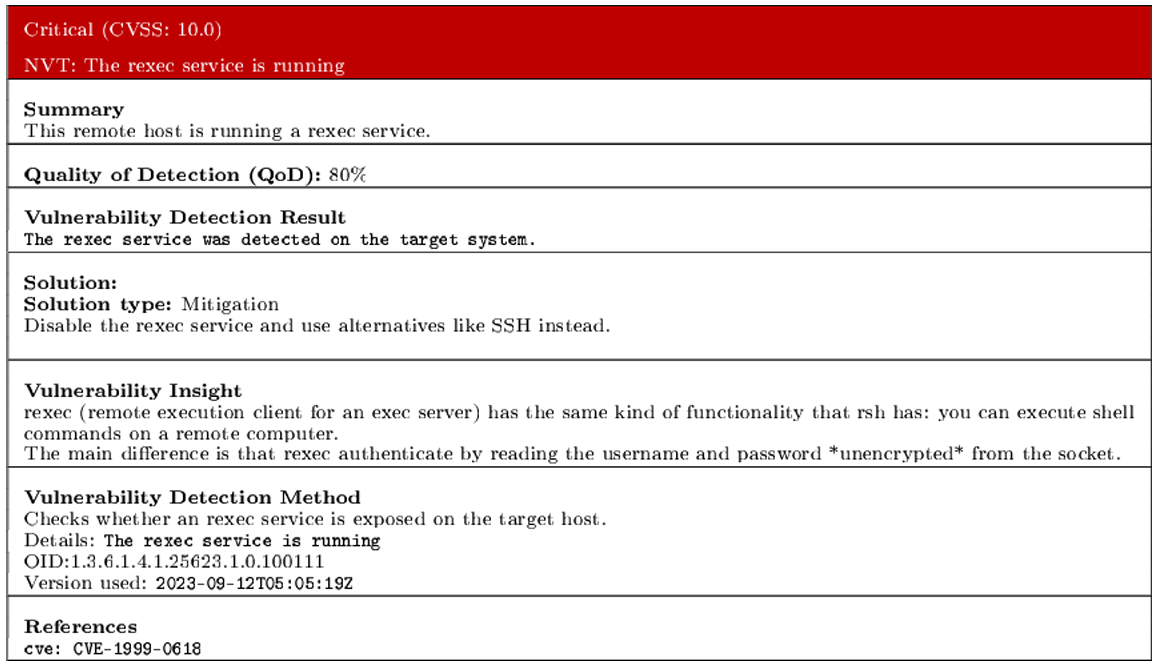 Critical (CVSS: 10.0)
NVT: The rexec service is running
Summary
This remote host is running a rexec service.
Quality of Detection (QoD): 80%
Vulnerability Detection Result
The rexec service was detected on the target system.
Solution:
Solution type: Mitigation
Disable the rexec service and use alternatives like SSH instead.
Vulnerability Insight
rexec (remote execution client for an exec server) has the same kind of functionality that rsh has: you can execute shell
commands on a remote computer.
The main difference is that rexec authenticate by reading the username and password *unencrypted* from the socket.
Vulnerability Detection Method
Checks whether an rexec service is exposed on the target host.
Details: The rexec service is running
OID:1.3.6.1.4.1.25623.1.0.100111
Version used: 2023-09-12T05:05:19Z
References
cve: CVE-1999-0618